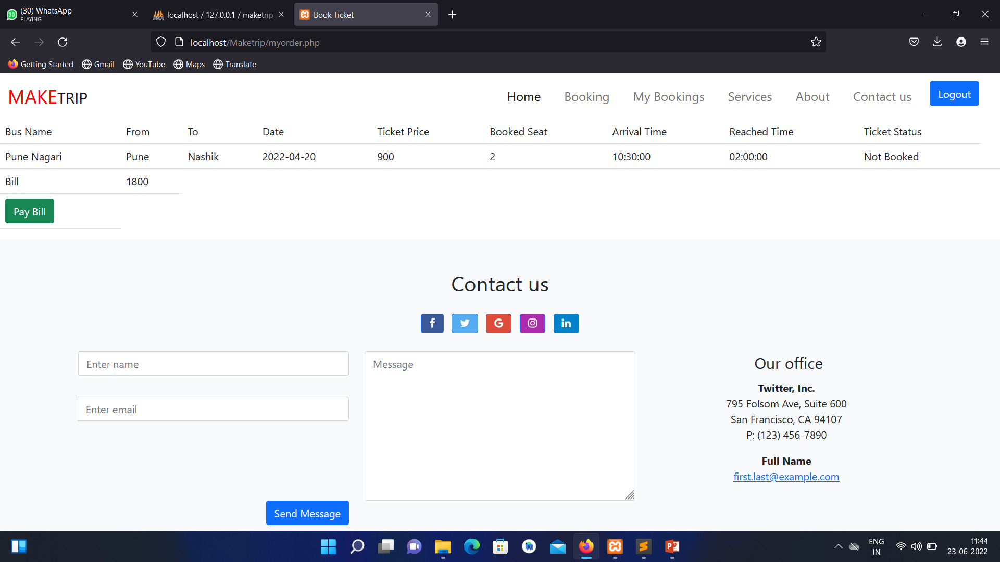 (30) WhatsApp
PLAYING
localhost / 127.0.0.1 / maketrip
Book Ticket
localhost/Maketrip/myorder.php
Getting Started Gmail YouTube Maps Translate
MAKETRIP Home Booking My Bookings Services About Contact us Logout
Bus Name From To Date Ticket Price Booked Seat Arrival Time Reached Time Ticket Status
Pune Nagari Pune Nashik 2022-04-20 900 2 10:30:00 02:00:00 Not Booked
Bill 1800
Pay Bill
Contact us
Enter name
Message
Enter email
Send Message
Our office
Twitter, Inc.
795 Folsom Ave, Suite 600
San Francisco, CA 94107
P: (123) 456-7890
Full Name
first.last@example.com
ENG
IN
11:44
23-06-2022